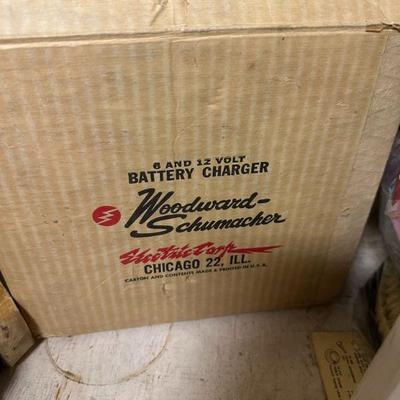 6 AND 12 VOLT
BATTERY CHARGER
Woodward-
Schumacher
Electric Corp.
CHICAGO 22, ILL.
CARTON AND CONTENTS MADE & PRINTED IN U.S.A.